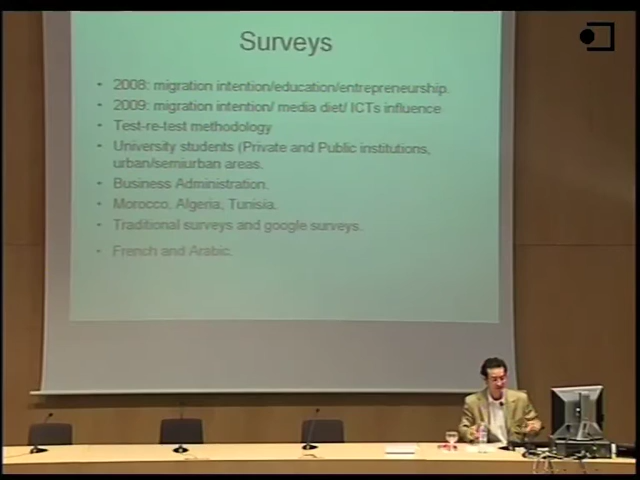 Surveys
• 2008: migration intention/education/entrepreneurship.
• 2009: migration intention/ media diet/ ICTs influence
• Test-re-test methodology
• University students (Private and Public institutions,
urban/semiurban areas.
• Business Administration.
• Morocco, Algeria, Tunisia.
• Traditional surveys and google surveys.
• French and Arabic.